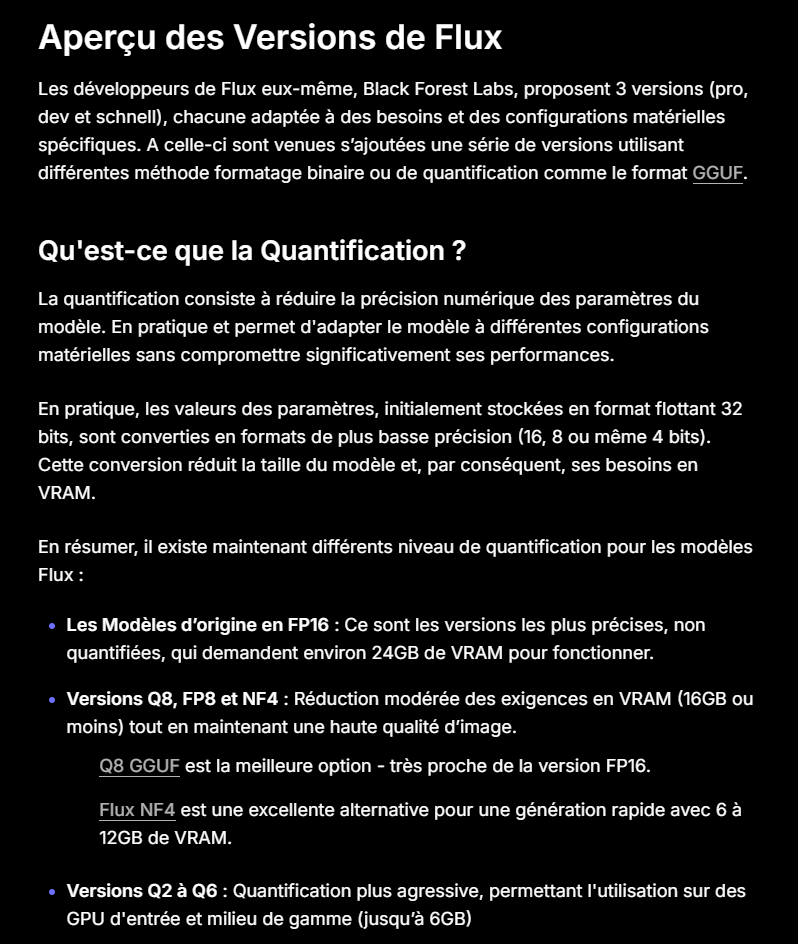 Aperçu des Versions de Flux
Les développeurs de Flux eux-même, Black Forest Labs, proposent 3 versions (pro,
dev et schnell), chacune adaptée à des besoins et des configurations matérielles
spécifiques. A celle-ci sont venues s’ajoutées une série de versions utilisant
différentes méthode formatage binaire ou de quantification comme le format GGUF.
Qu'est-ce que la Quantification ?
La quantification consiste à réduire la précision numérique des paramètres du
modèle. En pratique et permet d'adapter le modèle à différentes configurations
matérielles sans compromettre significativement ses performances.
En pratique, les valeurs des paramètres, initialement stockées en format flottant 32
bits, sont converties en formats de plus basse précision (16, 8 ou même 4 bits).
Cette conversion réduit la taille du modèle et, par conséquent, ses besoins en
VRAM.
En résumer, il existe maintenant différents niveau de quantification pour les modèles
Flux :
• Les Modèles d’origine en FP16 : Ce sont les versions les plus précises, non
quantifiées, qui demandent environ 24GB de VRAM pour fonctionner.
• Versions Q8, FP8 et NF4 : Réduction modérée des exigences en VRAM (16GB ou
moins) tout en maintenant une haute qualité d’image.
Q8 GGUF est la meilleure option - très proche de la version FP16.
Flux NF4 est une excellente alternative pour une génération rapide avec 6 à
12GB de VRAM.
• Versions Q2 à Q6 : Quantification plus agressive, permettant l'utilisation sur des
GPU d'entrée et milieu de gamme (jusqu’à 6GB)